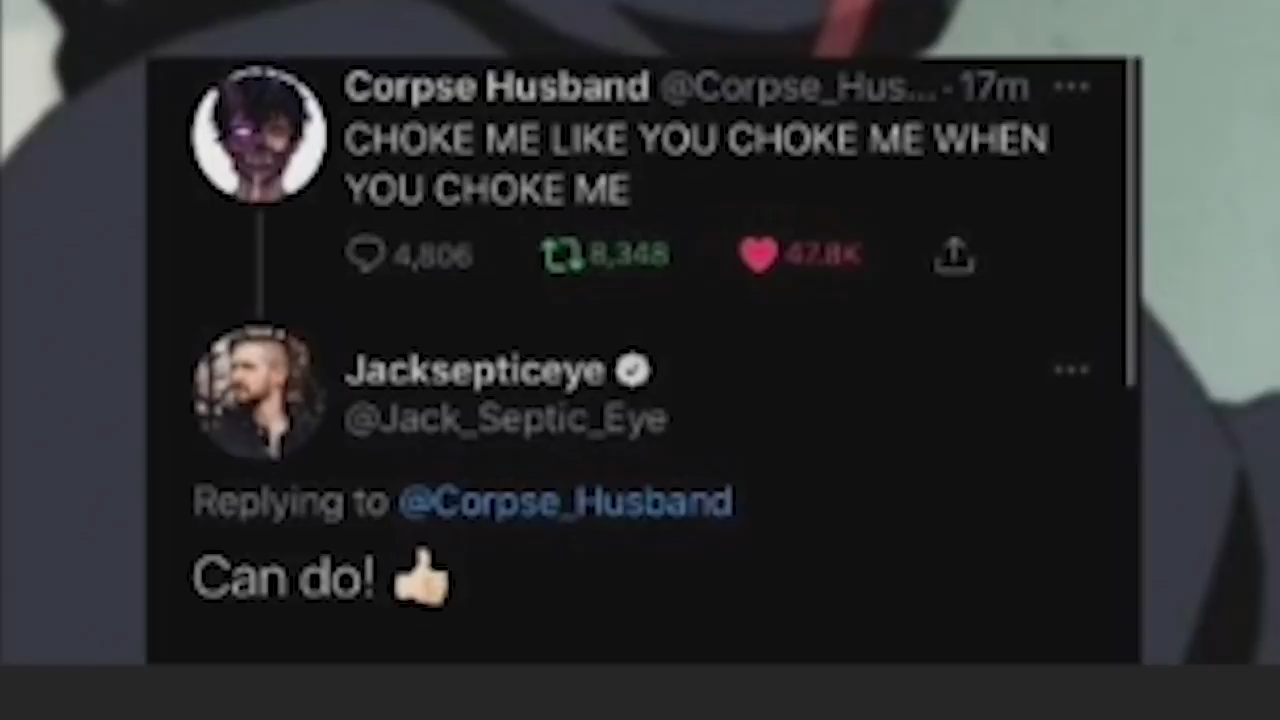 Corpse Husband @Corpse_Hus... · 17m
CHOKE ME LIKE YOU CHOKE ME WHEN
YOU CHOKE ME
4,806 8,348 47.8K
Jacksepticeye
@Jack_Septic_Eye
Replying to @Corpse_Husband
Can do! 👍🏻